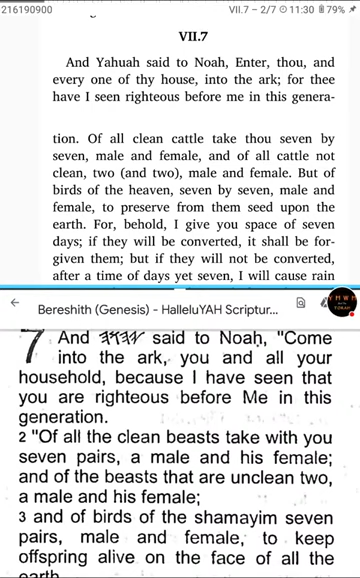 216190900
VII.7 – 2/7 11:30 79%
VII.7
And Yahuah said to Noah, Enter, thou, and
every one of thy house, into the ark; for thee
have I seen righteous before me in this genera-
tion. Of all clean cattle take thou seven by
seven, male and female, and of all cattle not
clean, two (and two), male and female. But of
birds of the heaven, seven by seven, male and
female, to preserve from them seed upon the
earth. For, behold, I give you space of seven
days; if they will be converted, it shall be for-
given them; but if they will not be converted,
after a time of days yet seven, I will cause rain
Bereshith (Genesis) - HalleluYAH Scriptur...
7 And 𐤉𐤄𐤅𐤄 said to Noaḥ, "Come
into the ark, you and all your
household, because I have seen that
you are righteous before Me in this
generation.
2 "Of all the clean beasts take with you
seven pairs, a male and his female;
and of the beasts that are unclean two,
a male and his female;
3 and of birds of the shamayim seven
pairs, male and female, to keep
offspring alive on the face of all the
earth